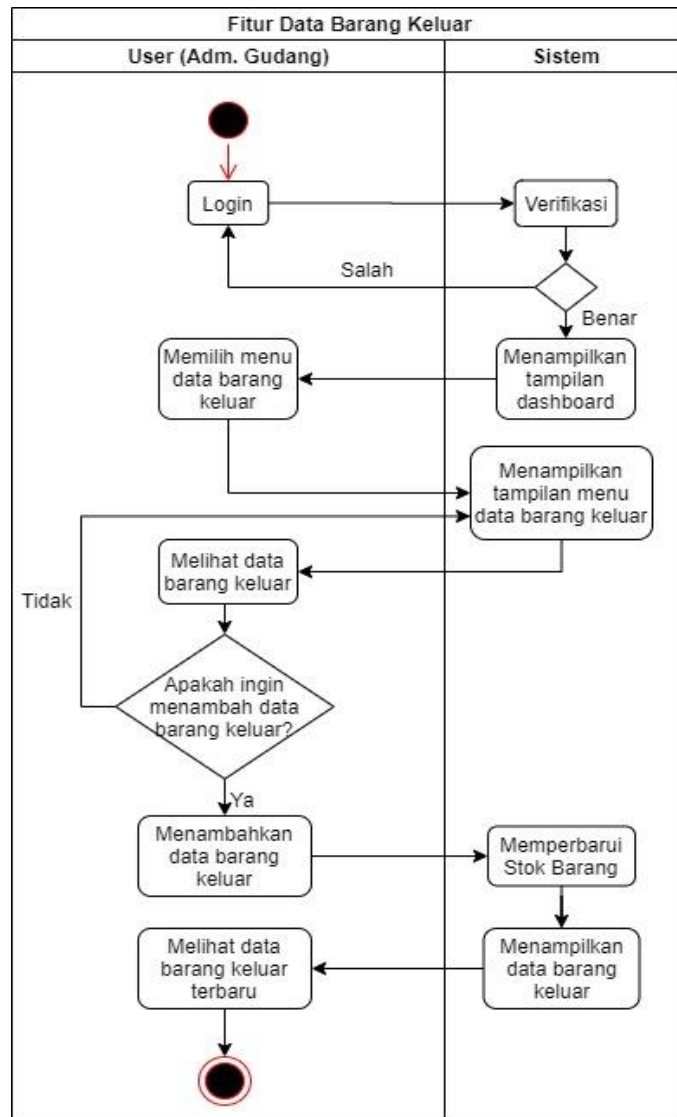 Fitur Data Barang Keluar
User (Adm. Gudang)
Sistem
Login
Verifikasi
Salah
Benar
Memilih menu
data barang
keluar
Menampilkan
tampilan
dashboard
Menampilkan
tampilan menu
data barang keluar
Melihat data
barang keluar
Tidak
Apakah ingin
menambah data
barang keluar?
Ya
Menambahkan
data barang
keluar
Memperbarui
Stok Barang
Melihat data
barang keluar
terbaru
Menampilkan
data barang
keluar